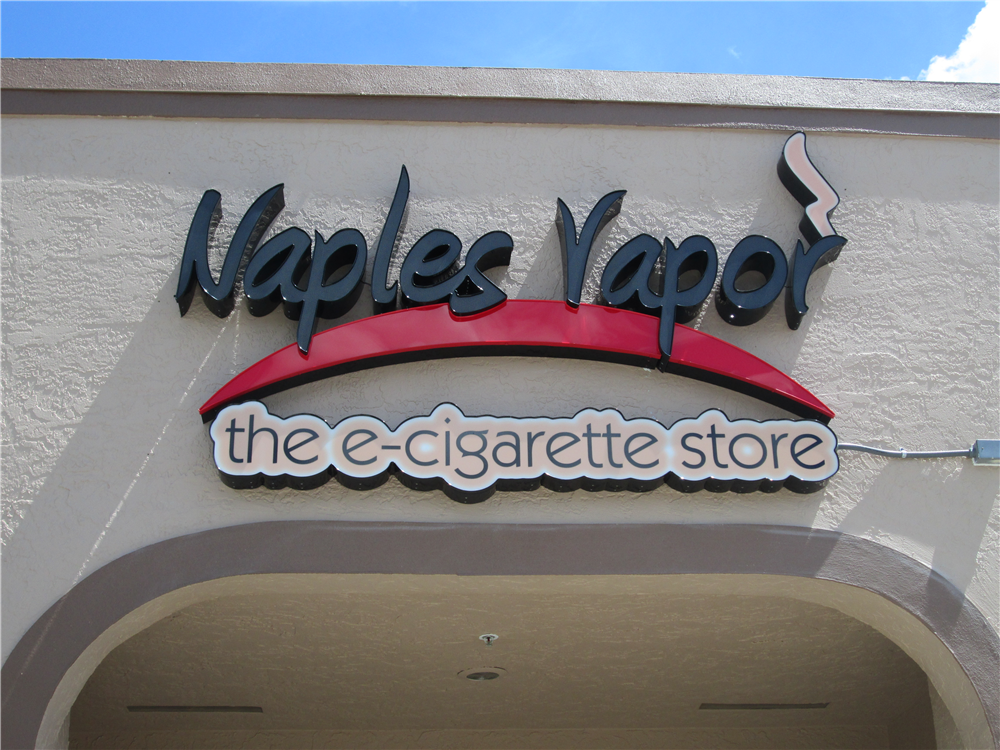 Naples Vapor
the e-cigarette store